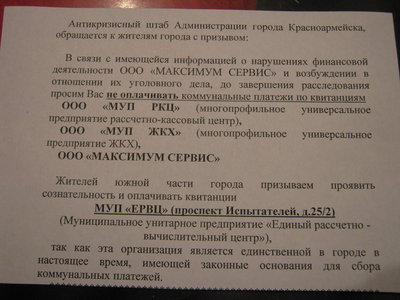 Антикризисный штаб Администрации города Красноармейска,
обращается к жителям города с призывом:
В связи с имеющейся информацией о нарушениях финансовой
деятельности ООО «МАКСИМУМ СЕРВИС» и возбуждении в
отношении их уголовного дела, до завершения расследования
просим Вас не оплачивать коммунальные платежи по квитанциям
ООО «МУП РКЦ» (многопрофильное универсальное
предприятие рассчетно-кассовый центр),
ООО «МУП ЖКХ» (многопрофильное универсальное
предприятие ЖКХ),
ООО «МАКСИМУМ СЕРВИС»
Жителей южной части города призываем проявить
сознательность и оплачивать квитанции
МУП «ЕРВЦ» (проспект Испытателей, д.25/2)
(Муниципальное унитарное предприятие «Единый рассчетно -
вычислительный центр»),
так как эта организация является единственной в городе в
настоящее время, имеющей законные основания для сбора
коммунальных платежей.